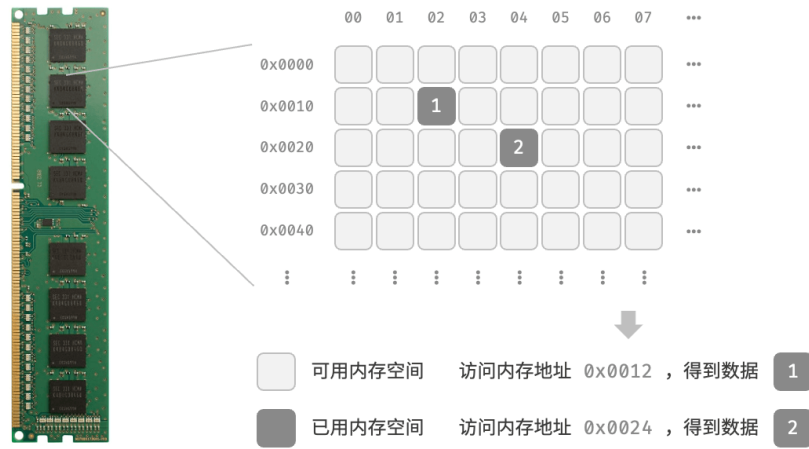 00 01 02 03 04 05 06 07 •••
0x0000 •••
0x0010 1 •••
0x0020 2 •••
0x0030 •••
0x0040 •••
可用内存空间 访问内存地址 0x0012 ，得到数据 1
已用内存空间 访问内存地址 0x0024 ，得到数据 2